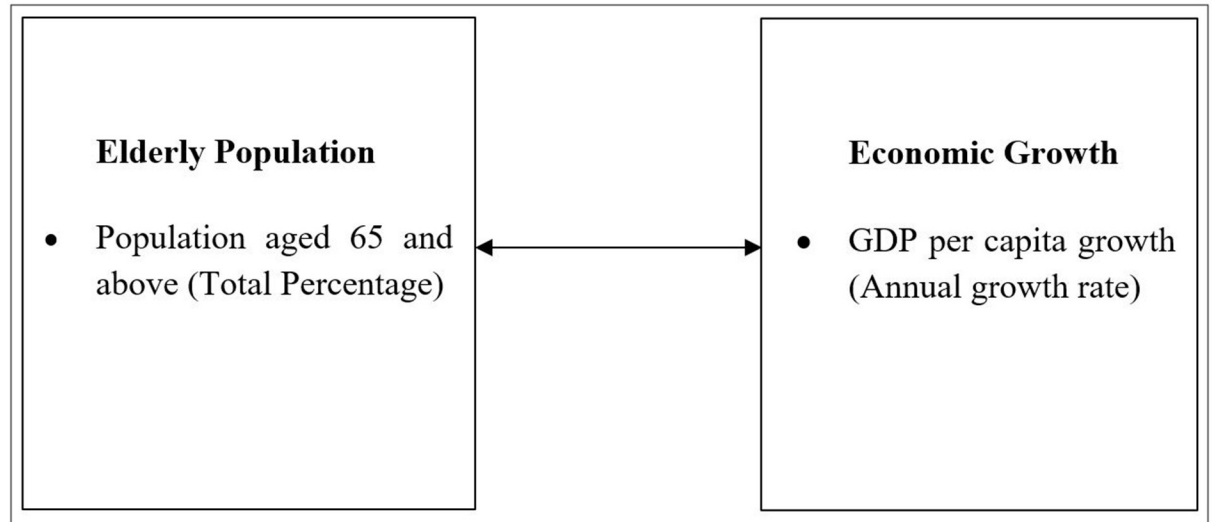 Elderly Population
• Population aged 65 and
above (Total Percentage)
Economic Growth
• GDP per capita growth
(Annual growth rate)